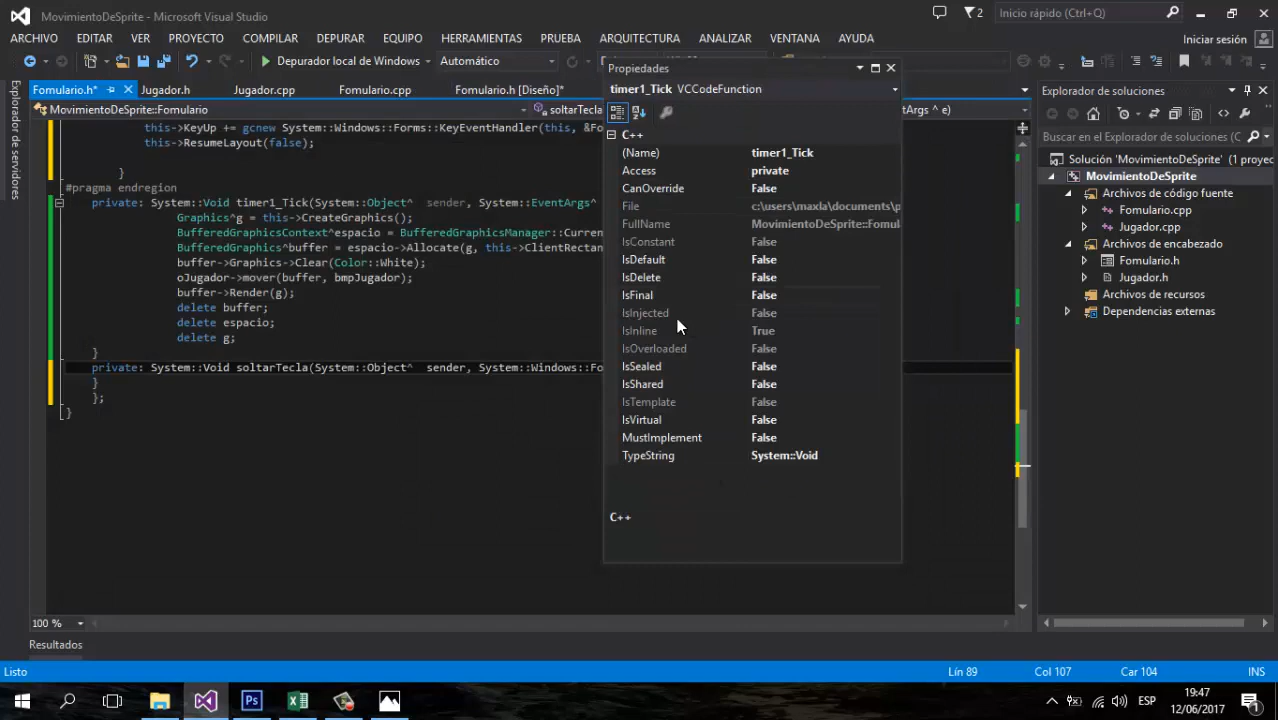 MovimientoDeSprite - Microsoft Visual Studio
2
Inicio rápido (Ctrl+Q)
ARCHIVO EDITAR VER PROYECTO COMPILAR DEPURAR EQUIPO HERRAMIENTAS PRUEBA ARQUITECTURA ANALIZAR VENTANA AYUDA
Iniciar sesión
Depurador local de Windows Automático
Fomulario.h* Jugador.h Jugador.cpp Fomulario.cpp Fomulario.h [Diseño]*
MovimientoDeSprite::Fomulario soltarTecla
Args ^ e)
Explorador de servidores
this->KeyUp += gcnew System::Windows::Forms::KeyEventHandler(this, &Fo
this->ResumeLayout(false);
}
#pragma endregion
private: System::Void timer1_Tick(System::Object^ sender, System::EventArgs^
Graphics^g = this->CreateGraphics();
BufferedGraphicsContext^espacio = BufferedGraphicsManager::Curren
BufferedGraphics^buffer = espacio->Allocate(g, this->ClientRectan
buffer->Graphics->Clear(Color::White);
oJugador->mover(buffer, bmpJugador);
buffer->Render(g);
delete buffer;
delete espacio;
delete g;
}
private: System::Void soltarTecla(System::Object^ sender, System::Windows::Fo
}
};
}
100 %
Propiedades
timer1_Tick VCCodeFunction
C++
(Name) timer1_Tick
Access private
CanOverride False
File c:\users\maxla\documents\p
FullName MovimientoDeSprite::Fomul
IsConstant False
IsDefault False
IsDelete False
IsFinal False
IsInjected False
IsInline True
IsOverloaded False
IsSealed False
IsShared False
IsTemplate False
IsVirtual False
MustImplement False
TypeString System::Void
C++
Explorador de soluciones
Buscar en el Explorador de soluciones
Solución 'MovimientoDeSprite' (1 proyec
MovimientoDeSprite
Archivos de código fuente
Fomulario.cpp
Jugador.cpp
Archivos de encabezado
Fomulario.h
Jugador.h
Archivos de recursos
Dependencias externas
Resultados
Listo Lín 89 Col 107 Car 104 INS
Ps
ESP
19:47
12/06/2017
1